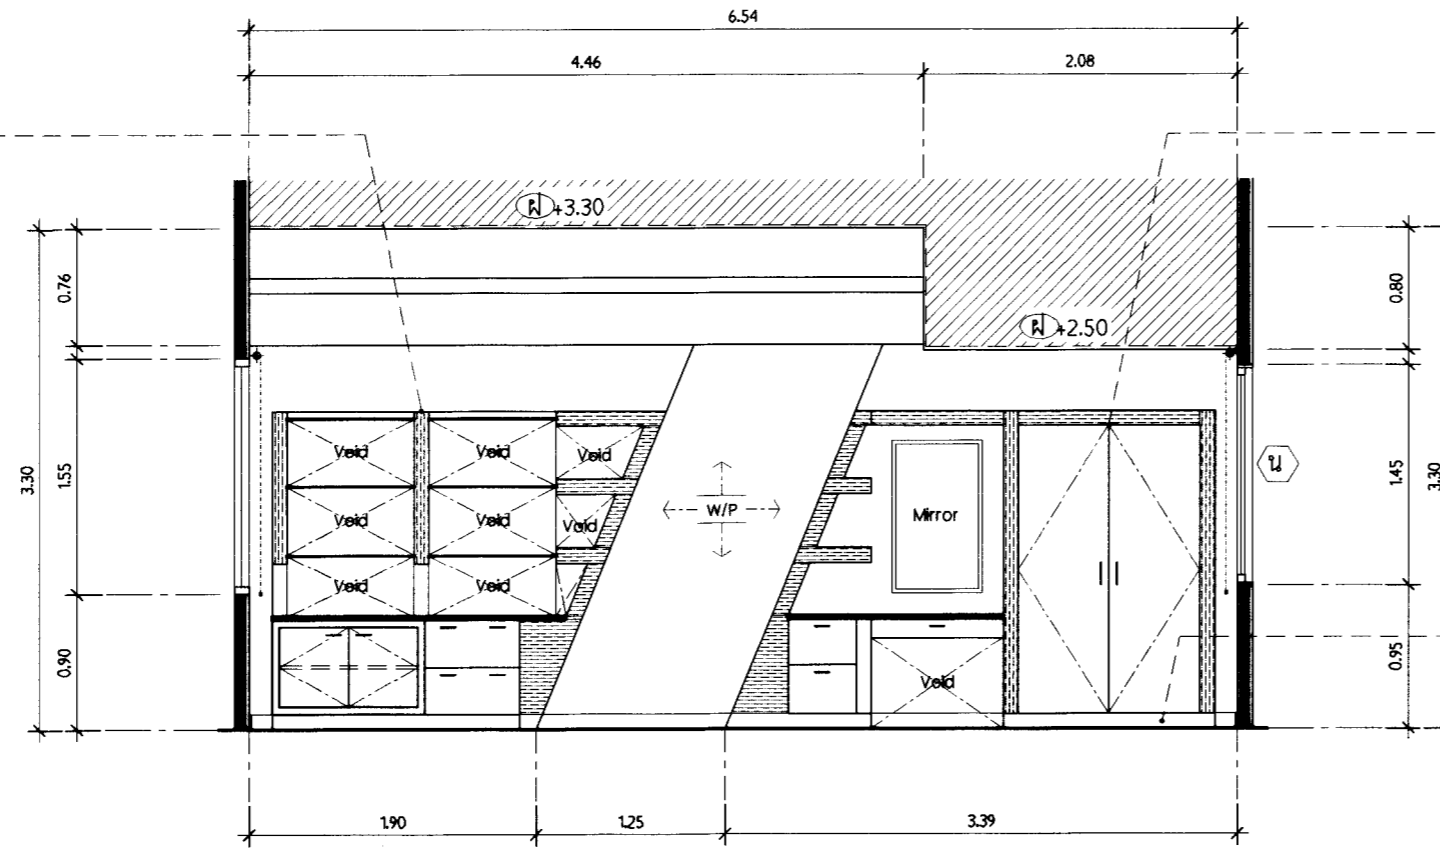 6.54
4.46
2.08
ฝ +3.30
ฝ +2.50
0.76
0.80
3.30
1.55
0.90
Void
Void
Void
Void
Void
Void
Void
Void
Void
W/P
Mirror
Void
น
1.45
3.30
0.95
1.90
1.25
3.39